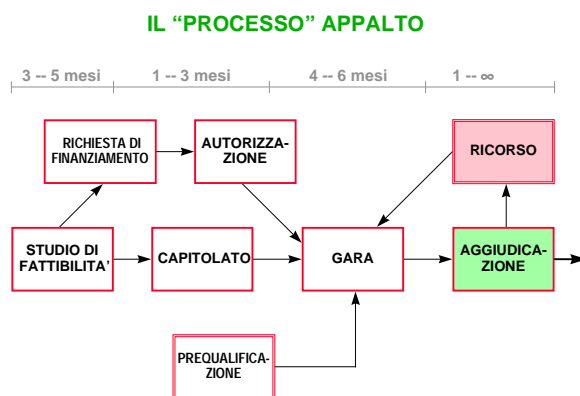 IL “PROCESSO” APPALTO
3 -- 5 mesi
1 -- 3 mesi
4 -- 6 mesi
1 -- ∞
RICHIESTA DI
FINANZIAMENTO
AUTORIZZA-
ZIONE
RICORSO
STUDIO DI
FATTIBILITA’
CAPITOLATO
GARA
AGGIUDICA-
ZIONE
PREQUALIFICA-
ZIONE